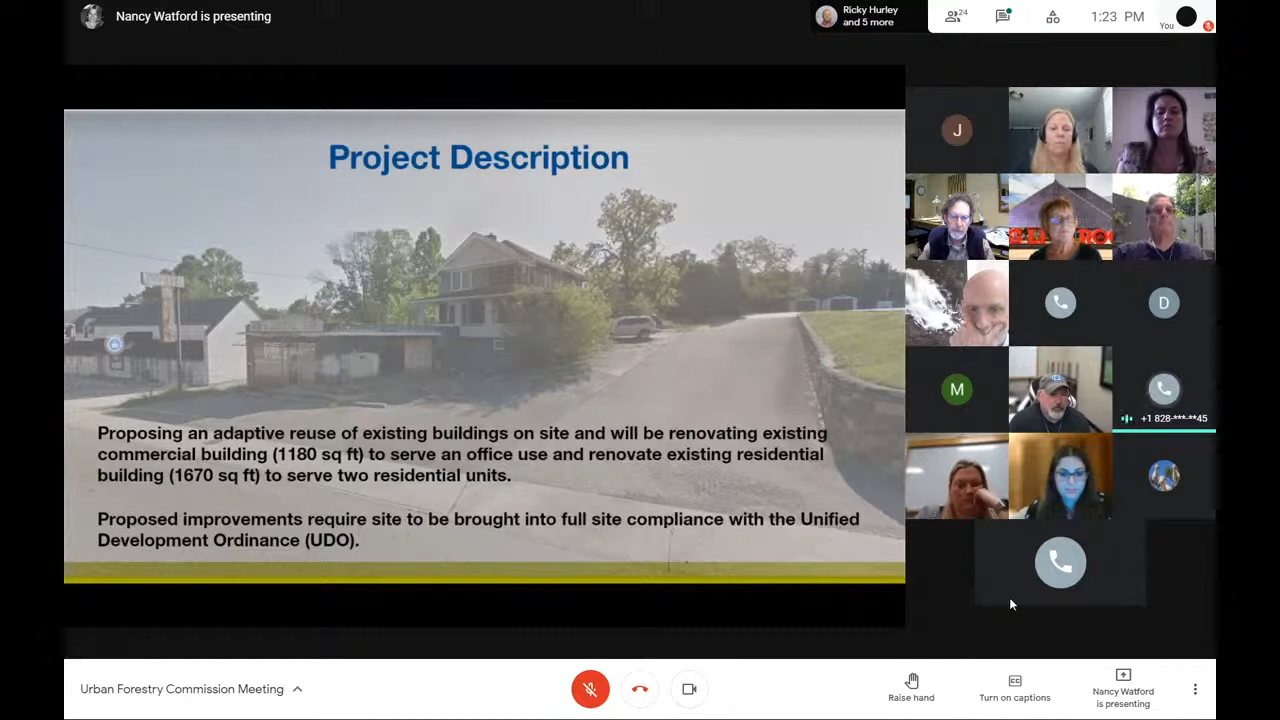 Nancy Watford is presenting
Ricky Hurley
and 5 more
24
1:23 PM
You
Project Description
Proposing an adaptive reuse of existing buildings on site and will be renovating existing
commercial building (1180 sq ft) to serve an office use and renovate existing residential
building (1670 sq ft) to serve two residential units.
Proposed improvements require site to be brought into full site compliance with the Unified
Development Ordinance (UDO).
J
D
M
+1 828-***-**45
Urban Forestry Commission Meeting
Raise hand
Turn on captions
Nancy Watford
is presenting